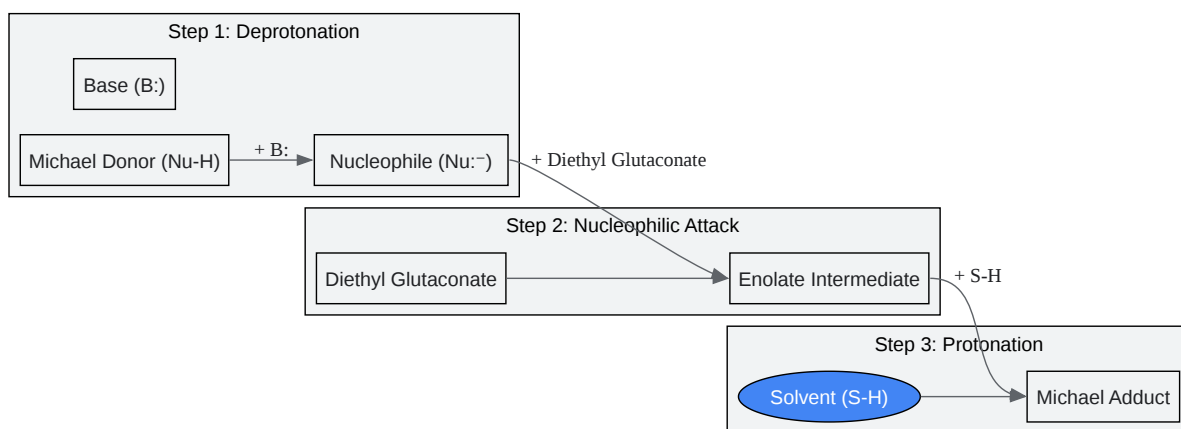 Step 1: Deprotonation
Base (B:)
Michael Donor (Nu-H)
+ B:
Nucleophile (Nu:⁻)
+ Diethyl Glutaconate
Step 2: Nucleophilic Attack
Diethyl Glutaconate
Enolate Intermediate
+ S-H
Step 3: Protonation
Solvent (S-H)
Michael Adduct